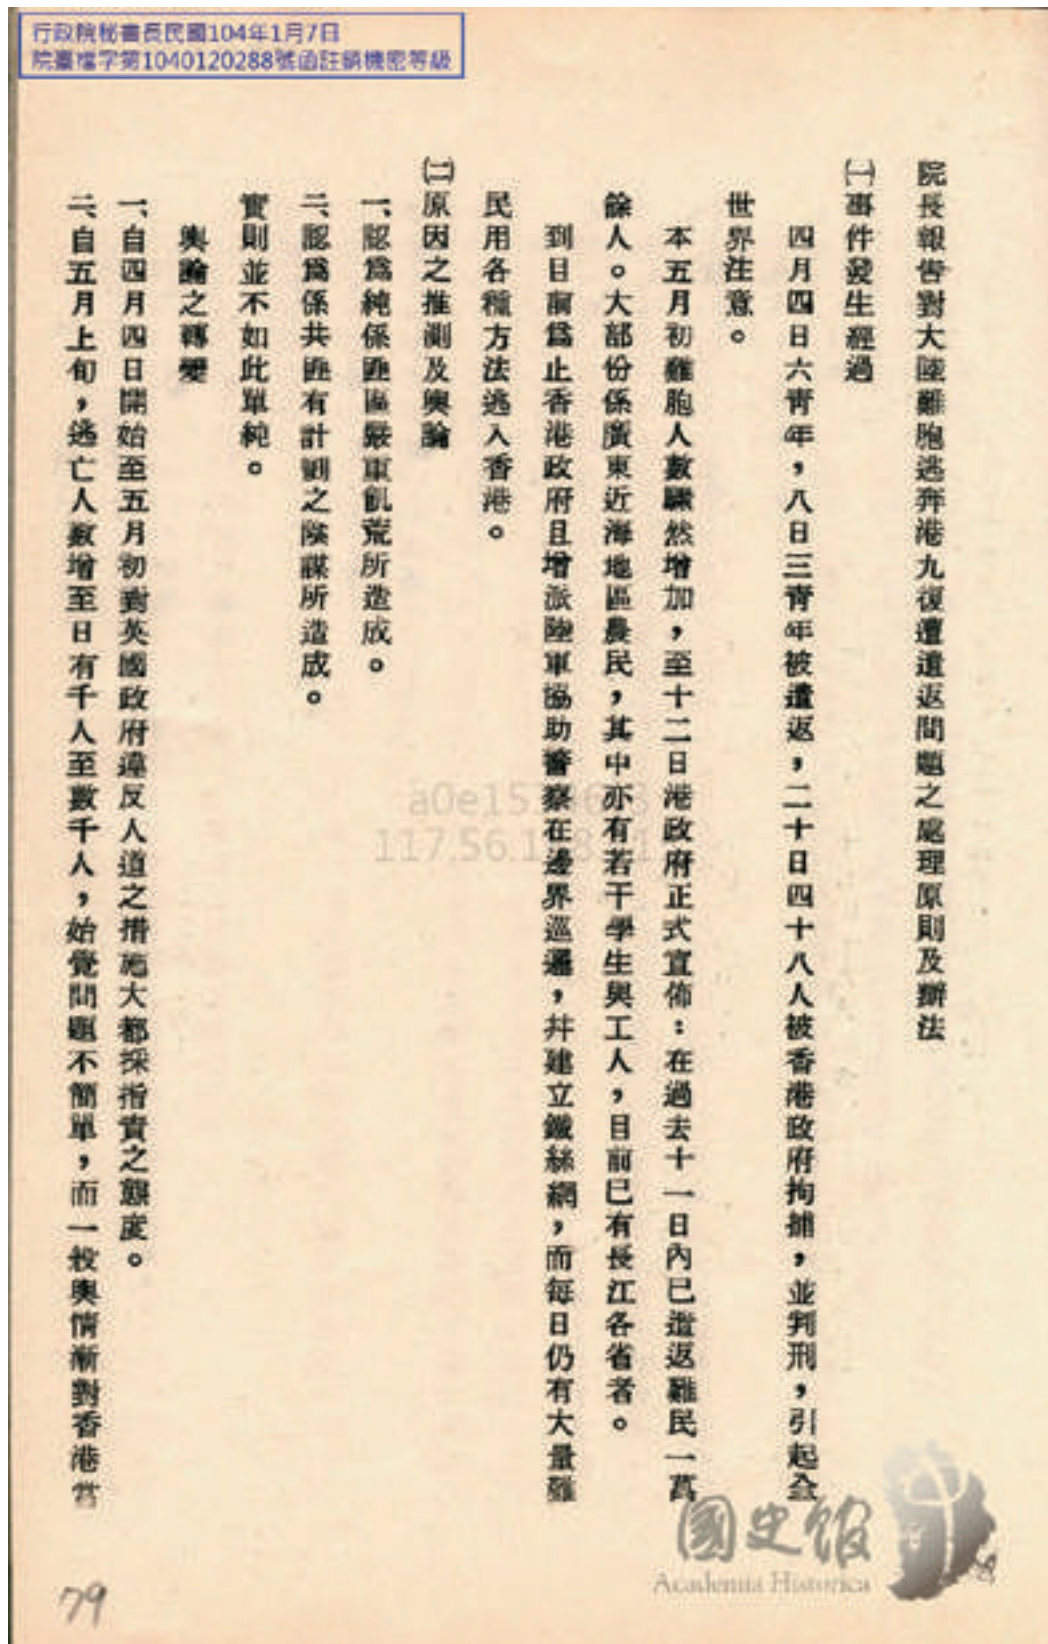 行政院秘書長民國104年1月7日
院臺檔字第1040120288號函註銷機密等級
院長報告對大陸難胞逃奔港九復遭遣返問題之處理原則及辦法
㈠事件發生經過
四月四日六青年，八日三青年被遣返，二十日四十八人被香港政府拘捕，並判刑，引起全
世界注意。
本五月初難胞人數驟然增加，至十二日港政府正式宣佈：在過去十一日內已遣返難民一萬
餘人。大部份係廣東近海地區農民，其中亦有若干學生與工人，目前已有長江各省者。
到目前為止香港政府且增派陸軍協助警察在邊界巡邏，幷建立鐵絲網，而每日仍有大量難
民用各種方法逃入香港。
㈡原因之推測及輿論
一、認為純係匪區嚴重飢荒所造成。
二、認為係共匪有計劃之陰謀所造成。
實則並不如此單純。
輿論之轉變
一、自四月四日開始至五月初對英國政府違反人道之措施大都採指責之態度。
二、自五月上旬，逃亡人數增至日有千人至數千人，始覺問題不簡單，而一般輿情漸對香港當
國史館
Academia Historica
79